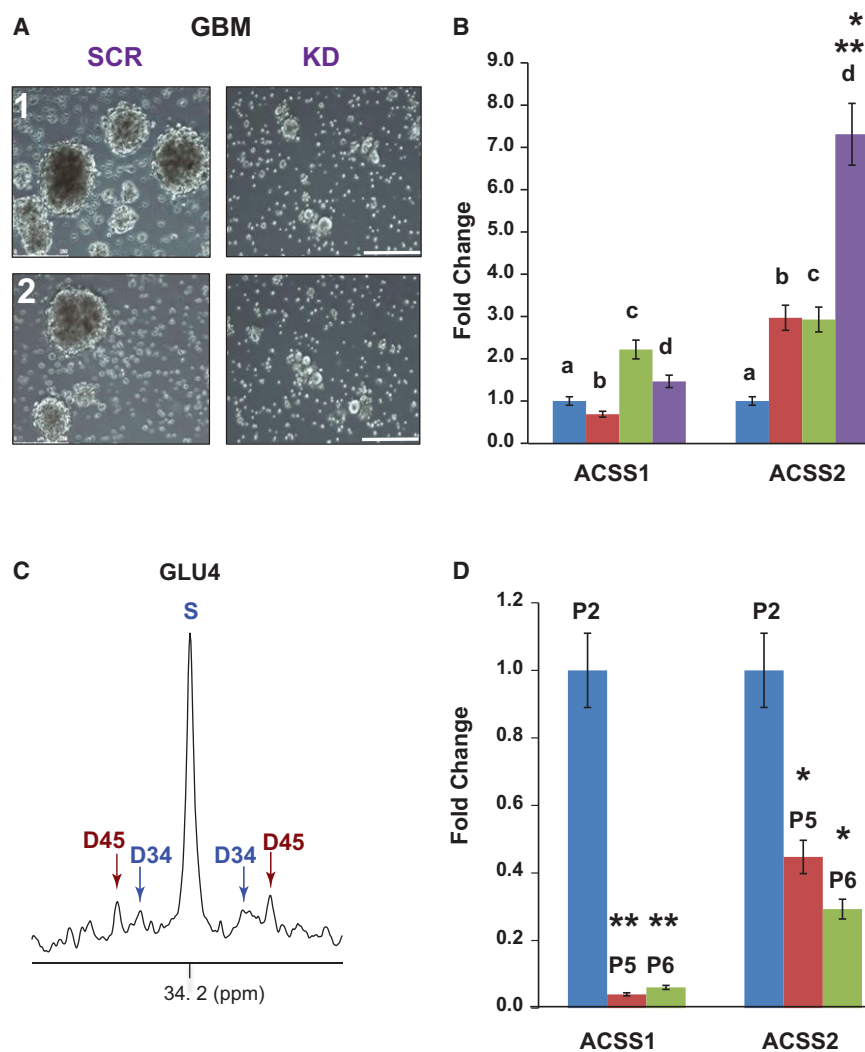 A
GBM
SCR
KD
1
2
B
Fold Change
9.0
8.0
7.0
6.0
5.0
4.0
3.0
2.0
1.0
0.0
a
b
c
d
a
b
c
*
**
d
ACSS1
ACSS2
C
GLU4
S
D45
D34
D34
D45
34. 2 (ppm)
D
Fold Change
1.2
1.0
0.8
0.6
0.4
0.2
0.0
P2
**
P5
**
P6
P2
*
P5
*
P6
ACSS1
ACSS2